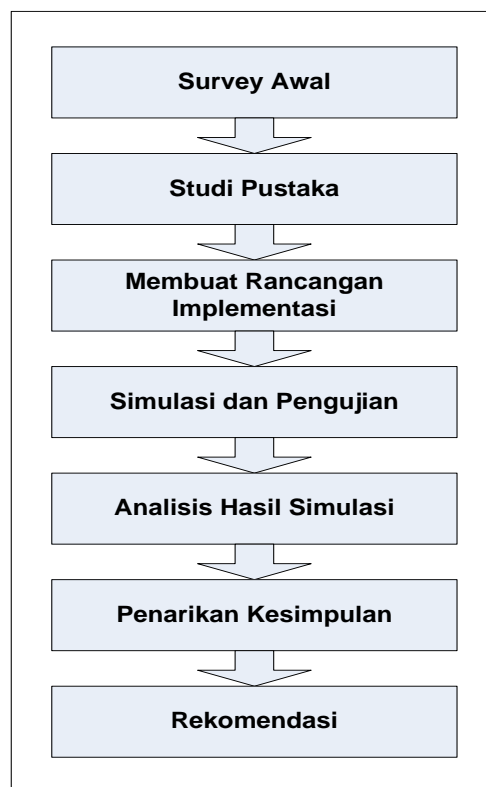 Survey Awal
Studi Pustaka
Membuat Rancangan
Implementasi
Simulasi dan Pengujian
Analisis Hasil Simulasi
Penarikan Kesimpulan
Rekomendasi